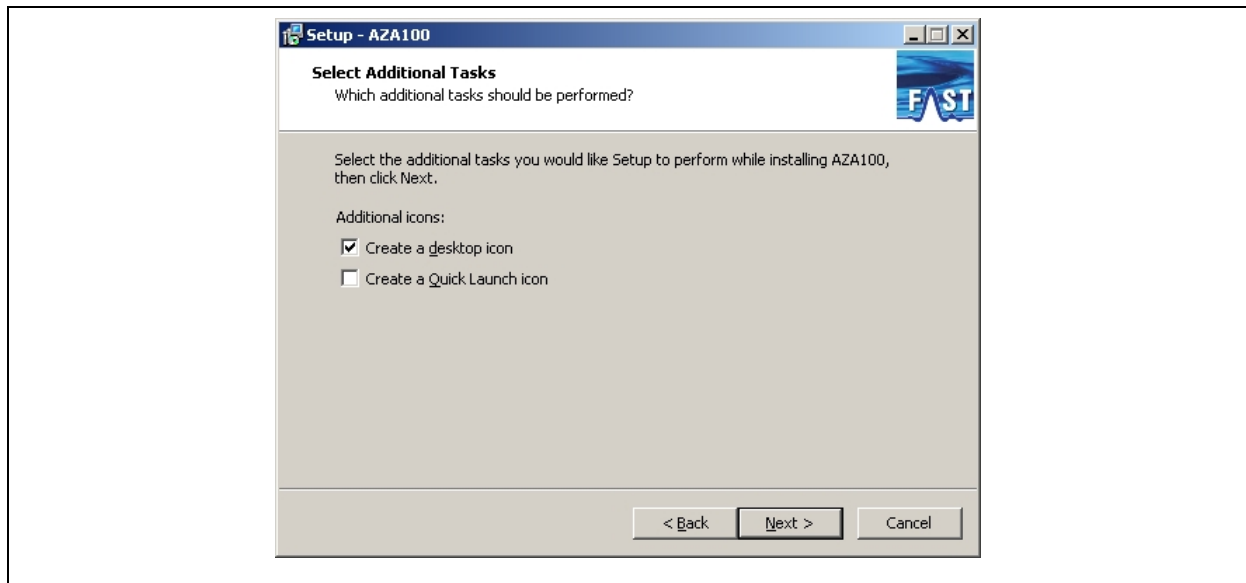 Setup - AZA100
Select Additional Tasks
Which additional tasks should be performed?
FAST
Select the additional tasks you would like Setup to perform while installing AZA100,
then click Next.
Additional icons:
Create a desktop icon
Create a Quick Launch icon
< Back
Next >
Cancel